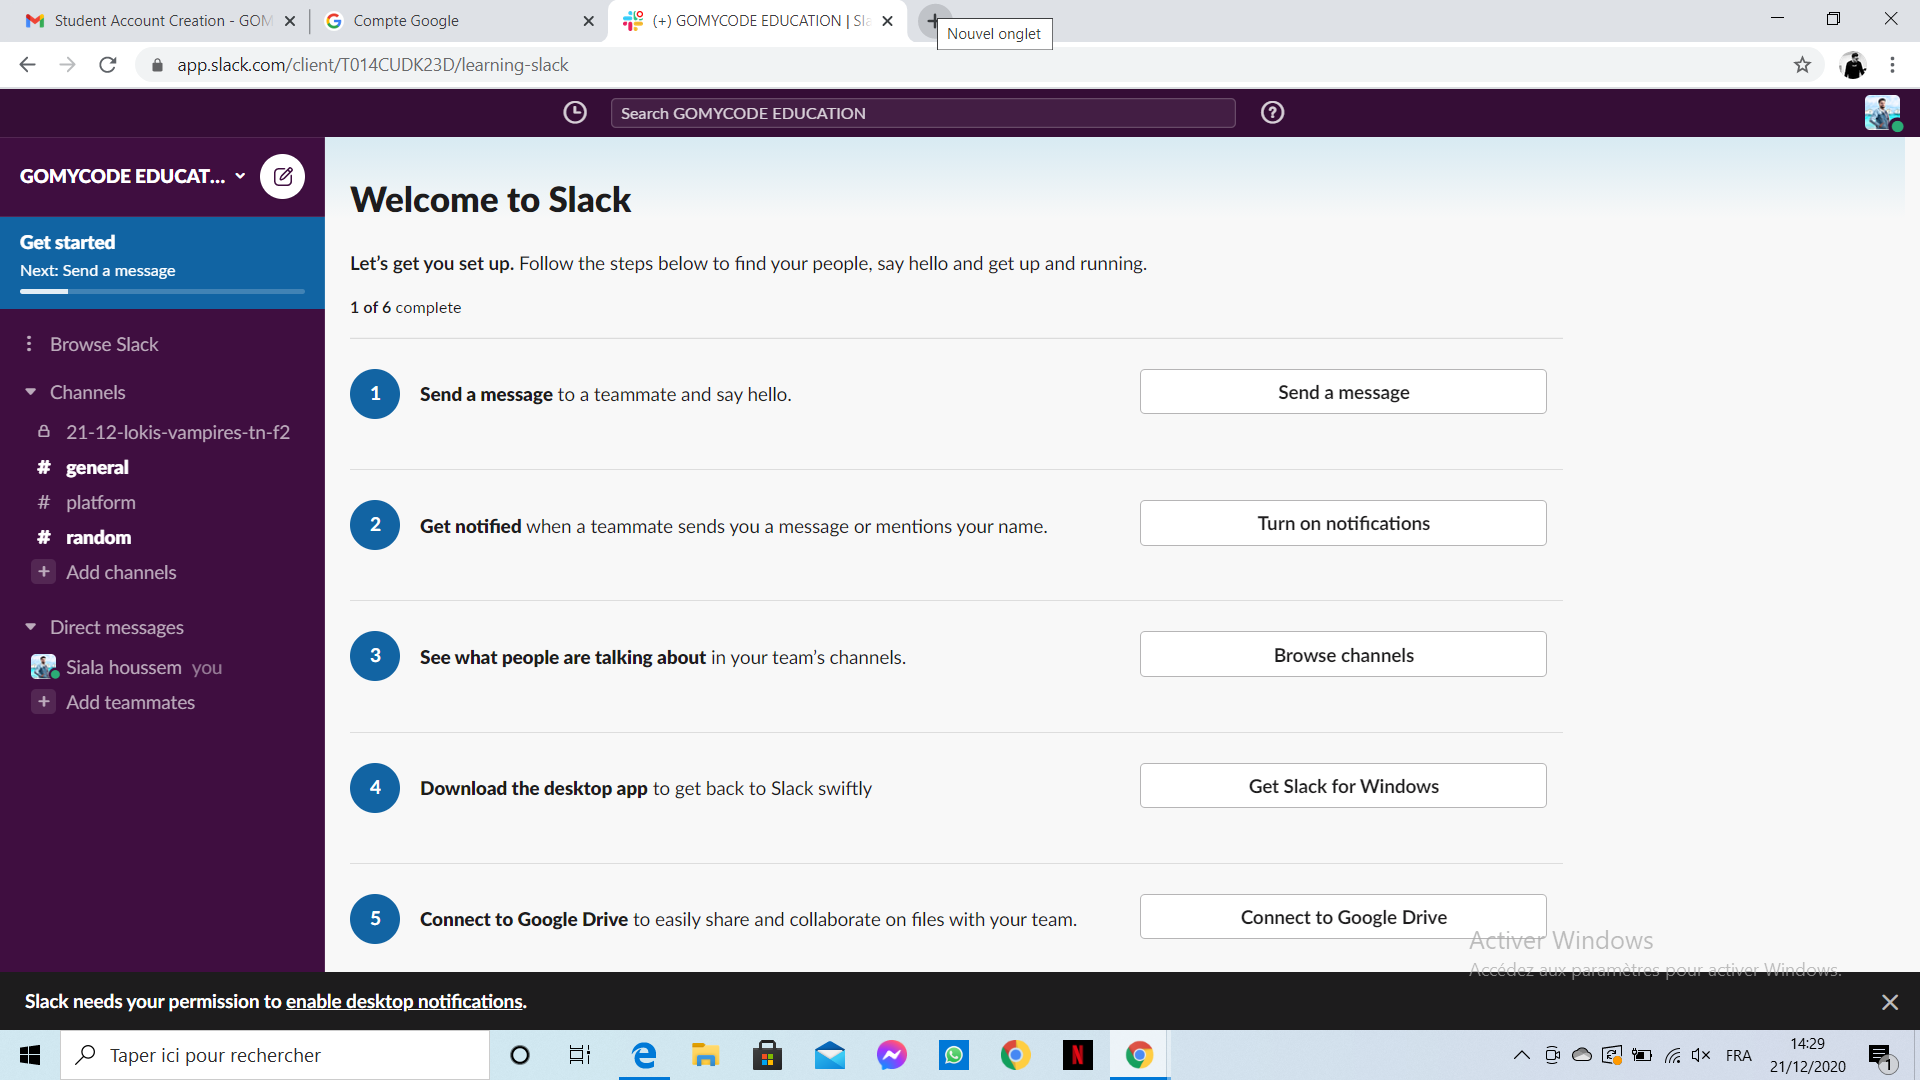 Student Account Creation - GOM
Compte Google
(+) GOMYCODE EDUCATION | Sla
Nouvel onglet
app.slack.com/client/T014CUDK23D/learning-slack
Search GOMYCODE EDUCATION
GOMYCODE EDUCAT...
Get started
Next: Send a message
Browse Slack
Channels
21-12-lokis-vampires-tn-f2
# general
# platform
# random
+ Add channels
Direct messages
Siala houssem you
+ Add teammates
Welcome to Slack
Let's get you set up. Follow the steps below to find your people, say hello and get up and running.
1 of 6 complete
1 Send a message to a teammate and say hello.
Send a message
2 Get notified when a teammate sends you a message or mentions your name.
Turn on notifications
3 See what people are talking about in your team's channels.
Browse channels
4 Download the desktop app to get back to Slack swiftly
Get Slack for Windows
5 Connect to Google Drive to easily share and collaborate on files with your team.
Connect to Google Drive
Activer Windows
Accédez aux paramètres pour activer Windows.
Slack needs your permission to enable desktop notifications.
Taper ici pour rechercher
N
FRA
14:29
21/12/2020
1